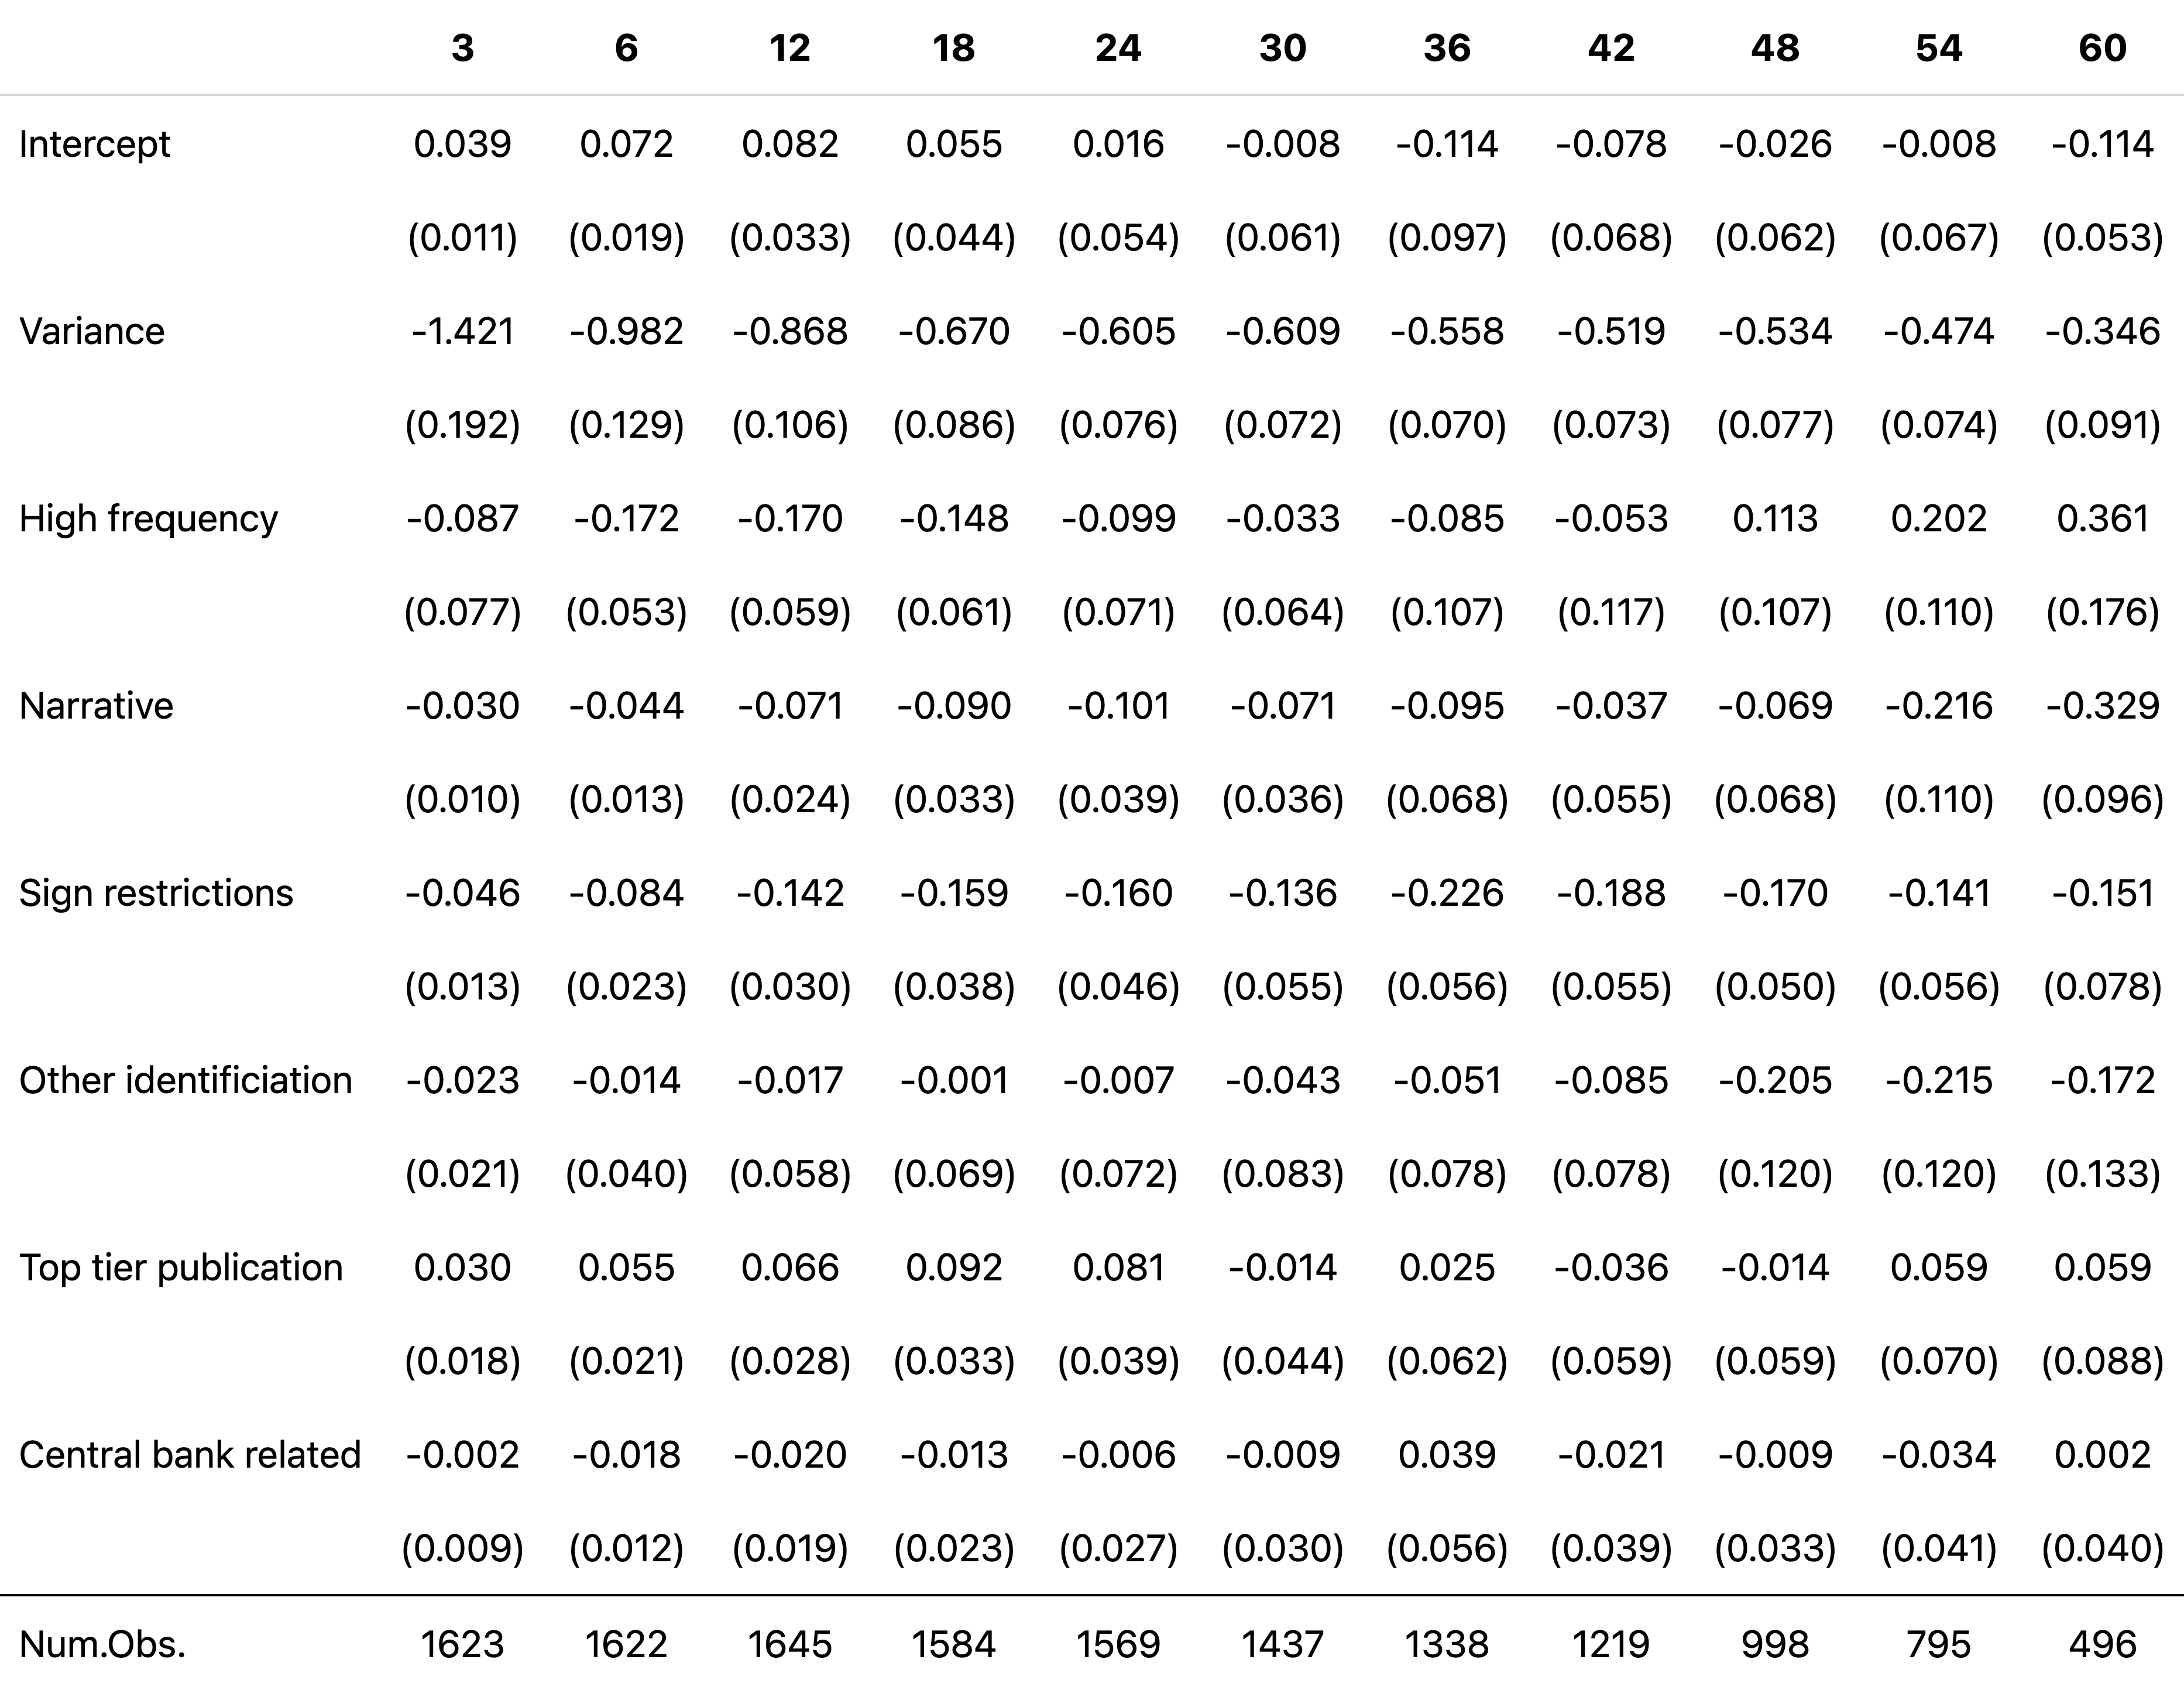 3 6 12 18 24 30 36 42 48 54 60
Intercept 0.039 0.072 0.082 0.055 0.016 -0.008 -0.114 -0.078 -0.026 -0.008 -0.114
(0.011) (0.019) (0.033) (0.044) (0.054) (0.061) (0.097) (0.068) (0.062) (0.067) (0.053)
Variance -1.421 -0.982 -0.868 -0.670 -0.605 -0.609 -0.558 -0.519 -0.534 -0.474 -0.346
(0.192) (0.129) (0.106) (0.086) (0.076) (0.072) (0.070) (0.073) (0.077) (0.074) (0.091)
High frequency -0.087 -0.172 -0.170 -0.148 -0.099 -0.033 -0.085 -0.053 0.113 0.202 0.361
(0.077) (0.053) (0.059) (0.061) (0.071) (0.064) (0.107) (0.117) (0.107) (0.110) (0.176)
Narrative -0.030 -0.044 -0.071 -0.090 -0.101 -0.071 -0.095 -0.037 -0.069 -0.216 -0.329
(0.010) (0.013) (0.024) (0.033) (0.039) (0.036) (0.068) (0.055) (0.068) (0.110) (0.096)
Sign restrictions -0.046 -0.084 -0.142 -0.159 -0.160 -0.136 -0.226 -0.188 -0.170 -0.141 -0.151
(0.013) (0.023) (0.030) (0.038) (0.046) (0.055) (0.056) (0.055) (0.050) (0.056) (0.078)
Other identificiation -0.023 -0.014 -0.017 -0.001 -0.007 -0.043 -0.051 -0.085 -0.205 -0.215 -0.172
(0.021) (0.040) (0.058) (0.069) (0.072) (0.083) (0.078) (0.078) (0.120) (0.120) (0.133)
Top tier publication 0.030 0.055 0.066 0.092 0.081 -0.014 0.025 -0.036 -0.014 0.059 0.059
(0.018) (0.021) (0.028) (0.033) (0.039) (0.044) (0.062) (0.059) (0.059) (0.070) (0.088)
Central bank related -0.002 -0.018 -0.020 -0.013 -0.006 -0.009 0.039 -0.021 -0.009 -0.034 0.002
(0.009) (0.012) (0.019) (0.023) (0.027) (0.030) (0.056) (0.039) (0.033) (0.041) (0.040)
Num.Obs. 1623 1622 1645 1584 1569 1437 1338 1219 998 795 496